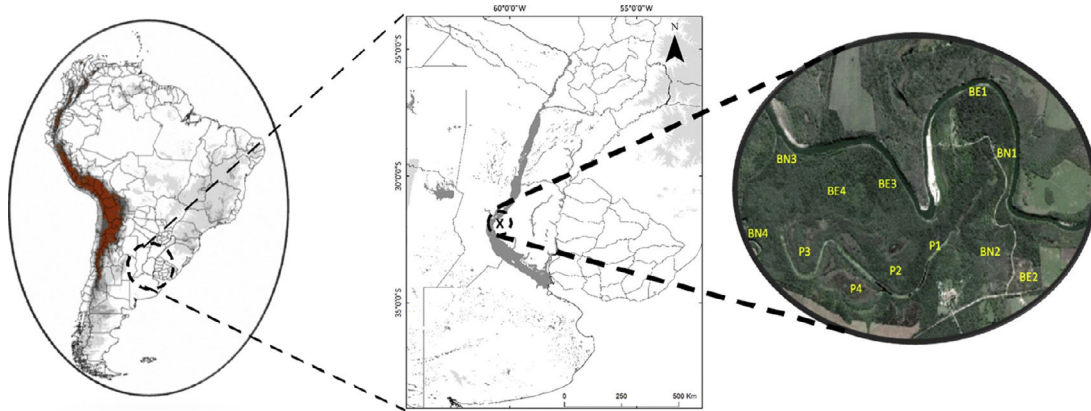 60°0'0"W 55°0'0"W
N
25°0'0"S
30°0'0"S
35°0'0"S
X
0 125 250 500 Km
BE1
BN3 BN1
BE4 BE3
BN4 P3 P1 BN2
P2 BE2
P4